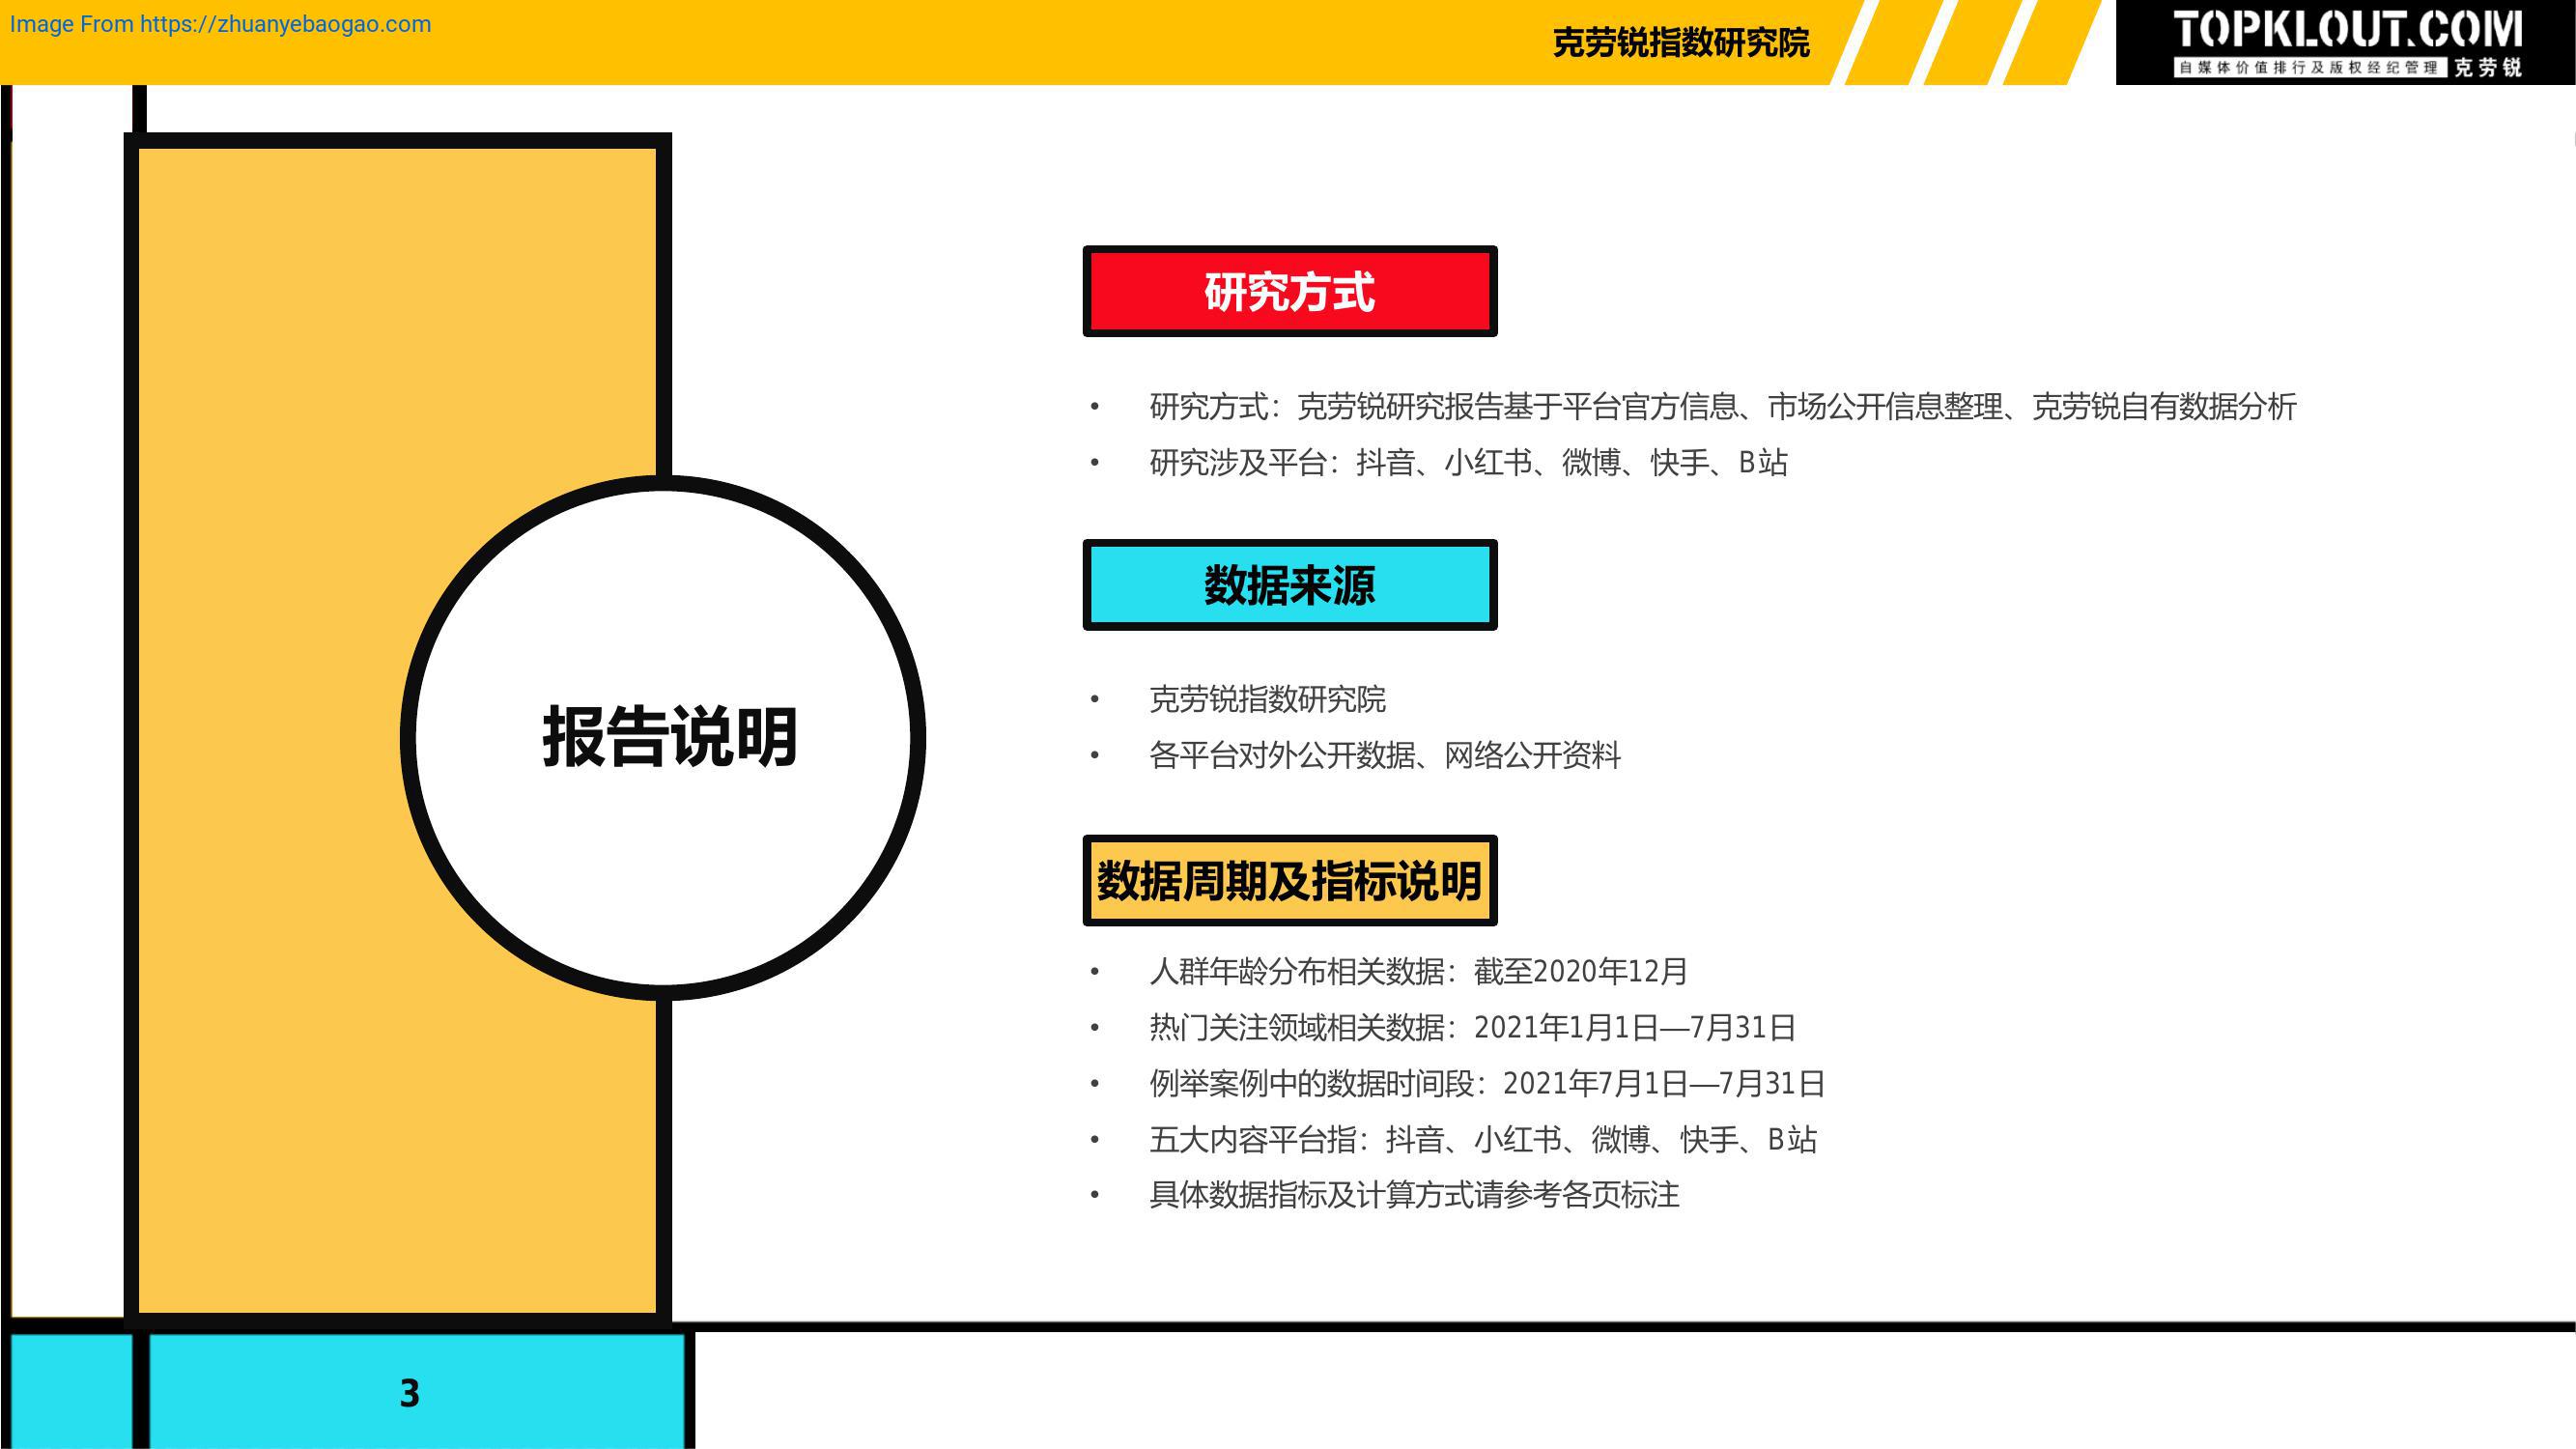 Image From https://zhuanyebaogao.com
克劳锐指数研究院
TOPKLOUT.COM
自媒体价值排行及版权经纪管理 克劳锐
研究方式
• 研究方式：克劳锐研究报告基于平台官方信息、市场公开信息整理、克劳锐自有数据分析
• 研究涉及平台：抖音、小红书、微博、快手、B站
数据来源
• 克劳锐指数研究院
• 各平台对外公开数据、网络公开资料
报告说明
数据周期及指标说明
• 人群年龄分布相关数据：截至2020年12月
• 热门关注领域相关数据：2021年1月1日—7月31日
• 例举案例中的数据时间段：2021年7月1日—7月31日
• 五大内容平台指：抖音、小红书、微博、快手、B站
• 具体数据指标及计算方式请参考各页标注
3